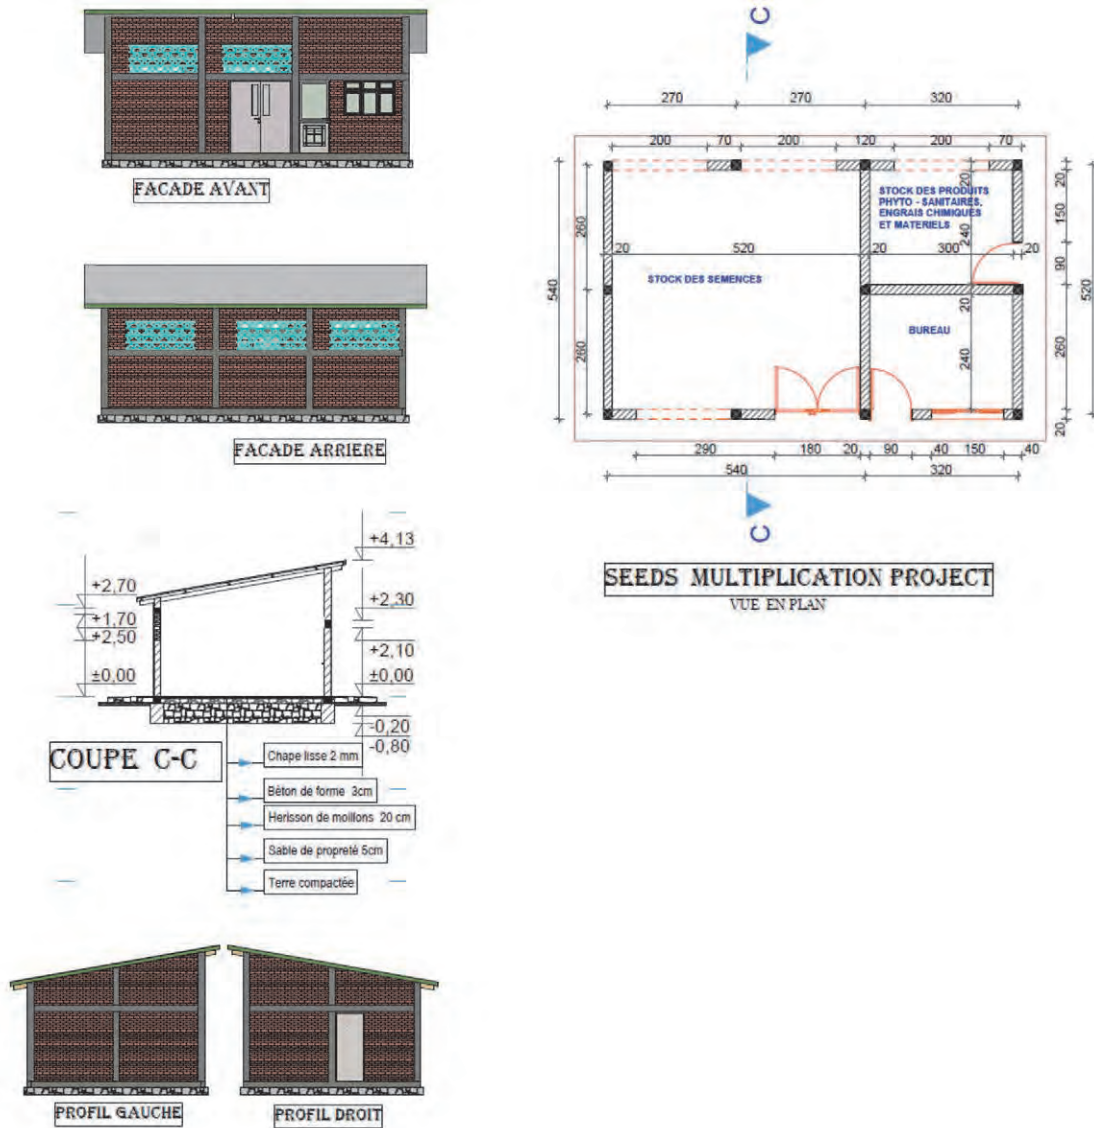 FACADE AVANT
FACADE ARRIERE
+4,13
+2,70
+2,30
+1,70
+2,50
+2,10
±0,00
±0,00
-0,20
-0,80
COUPE C-C
Chape lisse 2 mm
Béton de forme 3cm
Herisson de moillons 20 cm
Sable de propreté 5cm
Terre compactée
PROFIL GAUCHE
PROFIL DROIT
C
270 270 320
200 70 200 120 200 70
STOCK DES PRODUITS
PHYTO - SANITAIRES,
ENGRAIS CHIMIQUES
ET MATERIELS
20
240
20 520 20 300 20
STOCK DES SEMENCES
BUREAU
20
240
540
260
260
20
150
90
260
20
520
290 180 20 90 40 150 40
540 320
C
SEEDS MULTIPLICATION PROJECT
VUE EN PLAN